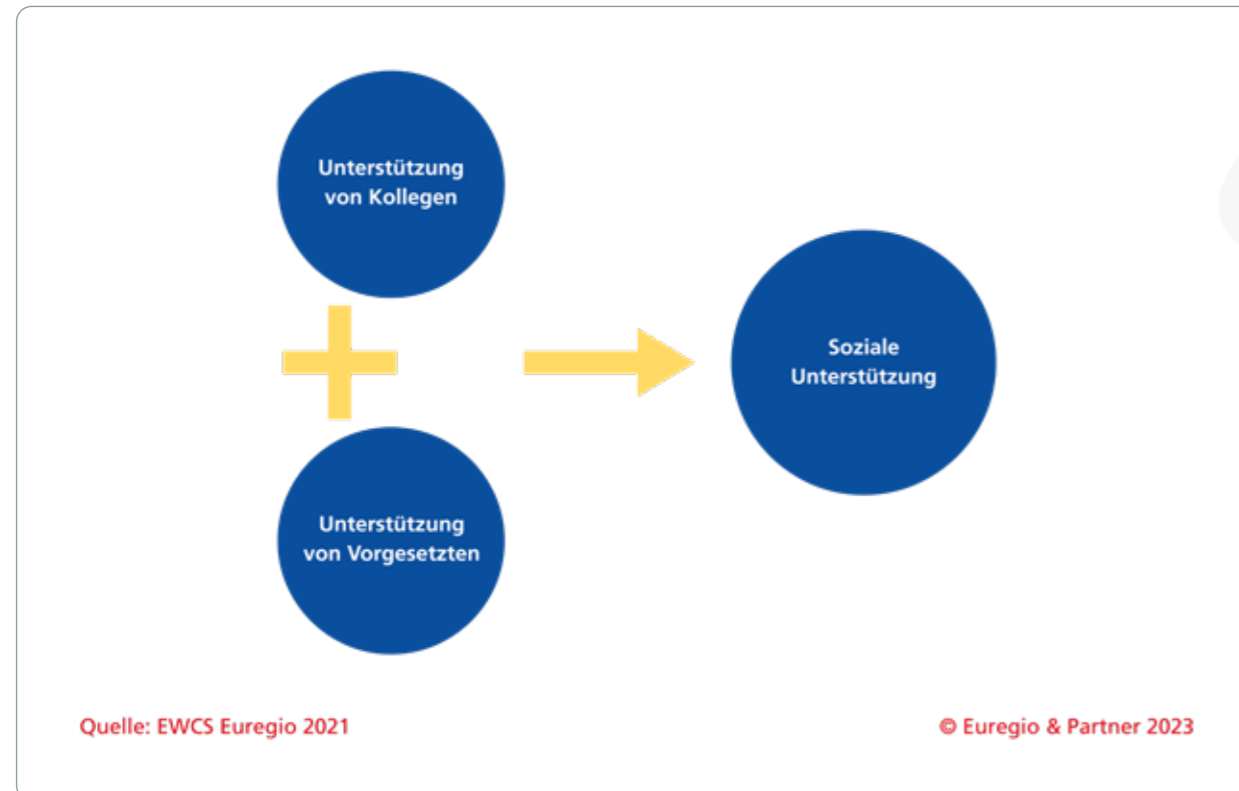 Unterstützung
von Kollegen
Soziale
Unterstützung
Unterstützung
von Vorgesetzten
Quelle: EWCS Euregio 2021
© Euregio & Partner 2023